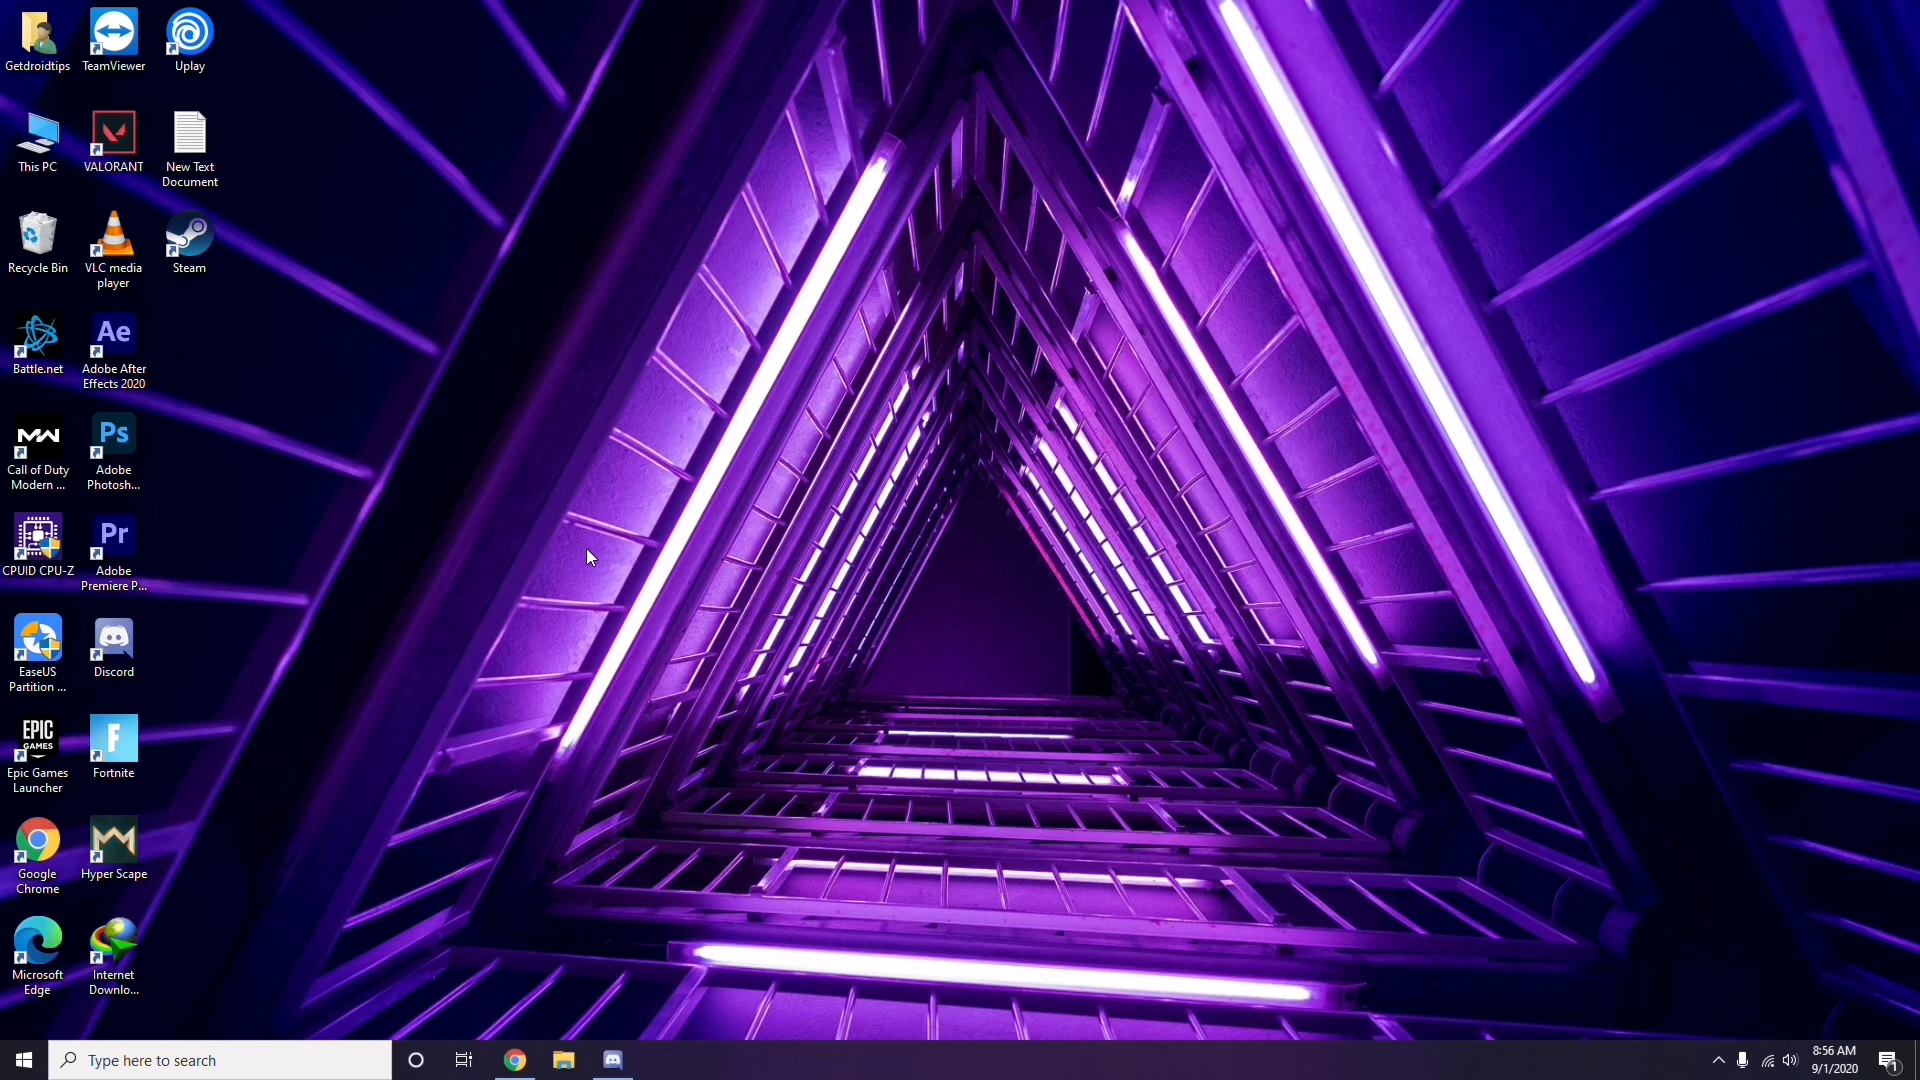 Getdroidtips
TeamViewer
Uplay
This PC
VALORANT
New Text
Document
Recycle Bin
VLC media
player
Steam
Battle.net
Ae
Adobe After
Effects 2020
MW
Call of Duty
Modern ...
Ps
Adobe
Photosh...
CPUID CPU-Z
Pr
Adobe
Premiere P...
EaseUS
Partition ...
Discord
EPIC
GAMES
Epic Games
Launcher
F
Fortnite
Google
Chrome
Hyper Scape
Microsoft
Edge
Internet
Downlo...
Type here to search
8:56 AM
9/1/2020
1